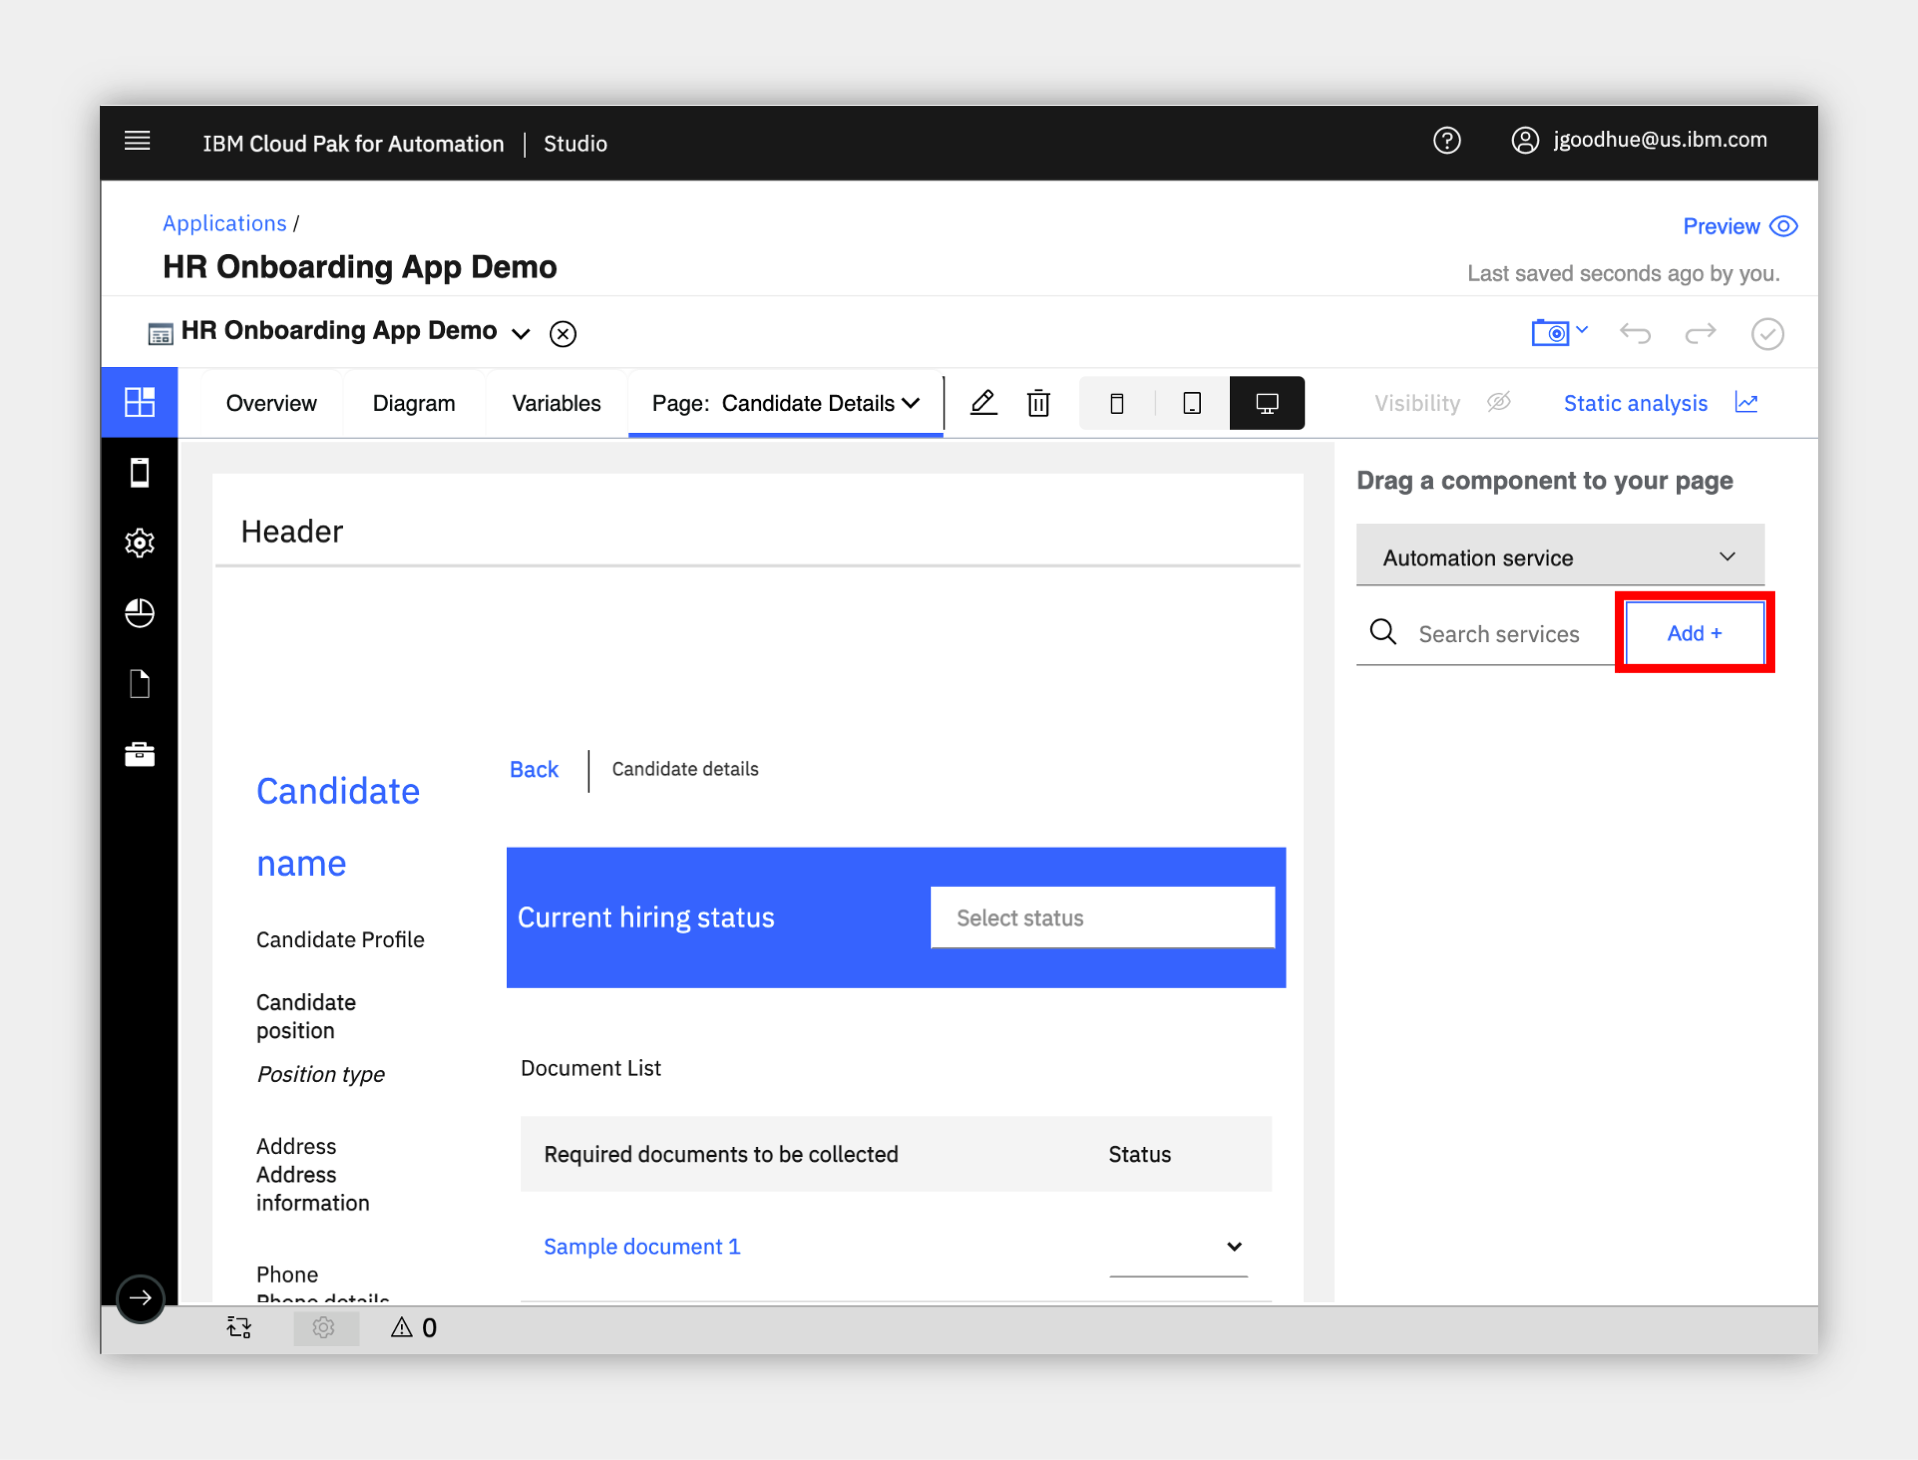 IBM Cloud Pak for Automation | Studio
jgoodhue@us.ibm.com
Applications /
Preview
HR Onboarding App Demo
Last saved seconds ago by you.
HR Onboarding App Demo
Overview
Diagram
Variables
Page: Candidate Details
Visibility
Static analysis
Drag a component to your page
Automation service
Search services
Add +
Header
Back
Candidate details
Candidate
name
Current hiring status
Select status
Candidate Profile
Candidate
position
Position type
Document List
Required documents to be collected
Status
Address
Address
information
Sample document 1
Phone
Phone details
0